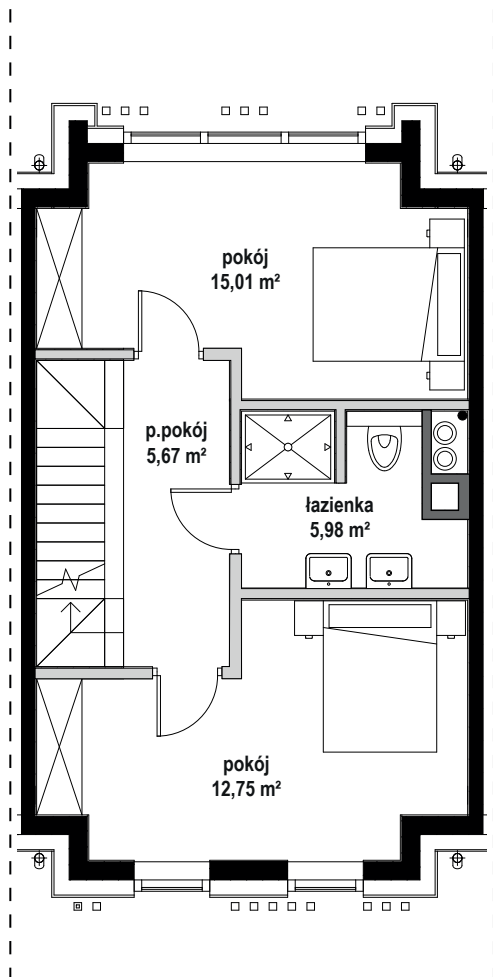 pokój
15,01 m²
p.pokój
5,67 m²
łazienka
5,98 m²
pokój
12,75 m²